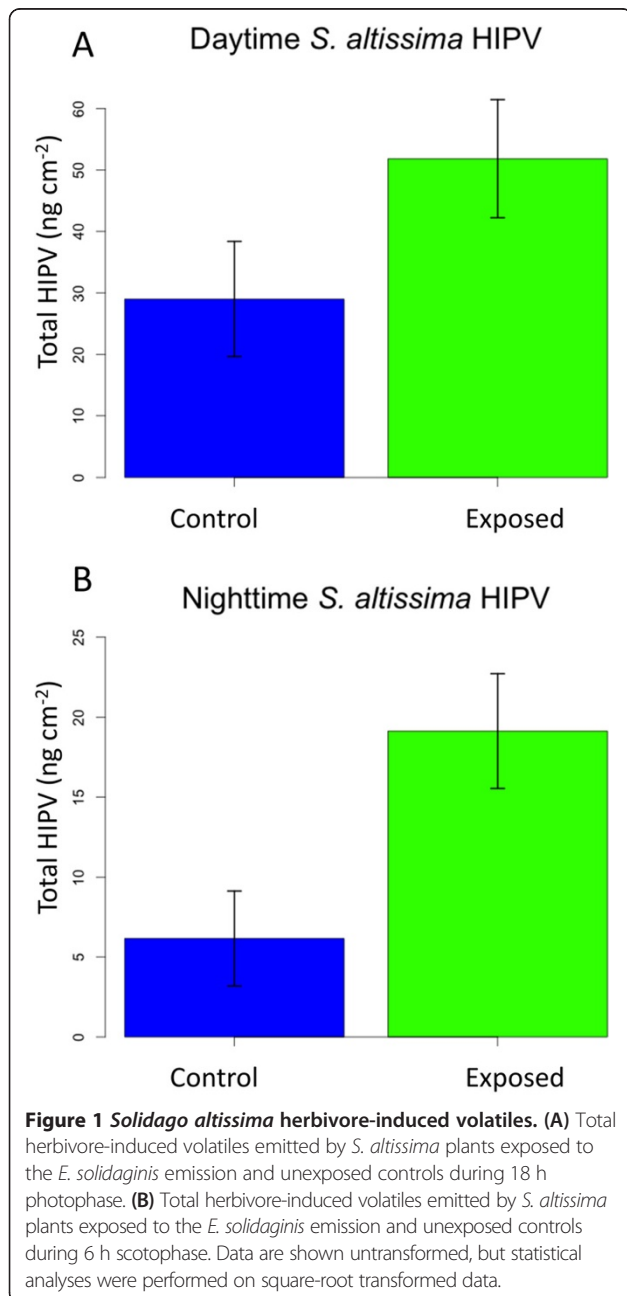 A
Daytime S. altissima HIPV
Total HIPV (ng cm-2)
60
50
40
30
20
10
0
Control
Exposed
B
Nighttime S. altissima HIPV
Total HIPV (ng cm-2)
25
20
15
10
5
0
Control
Exposed
Figure 1 Solidago altissima herbivore-induced volatiles. (A) Total
herbivore-induced volatiles emitted by S. altissima plants exposed to
the E. solidaginis emission and unexposed controls during 18 h
photophase. (B) Total herbivore-induced volatiles emitted by S. altissima
plants exposed to the E. solidaginis emission and unexposed controls
during 6 h scotophase. Data are shown untransformed, but statistical
analyses were performed on square-root transformed data.